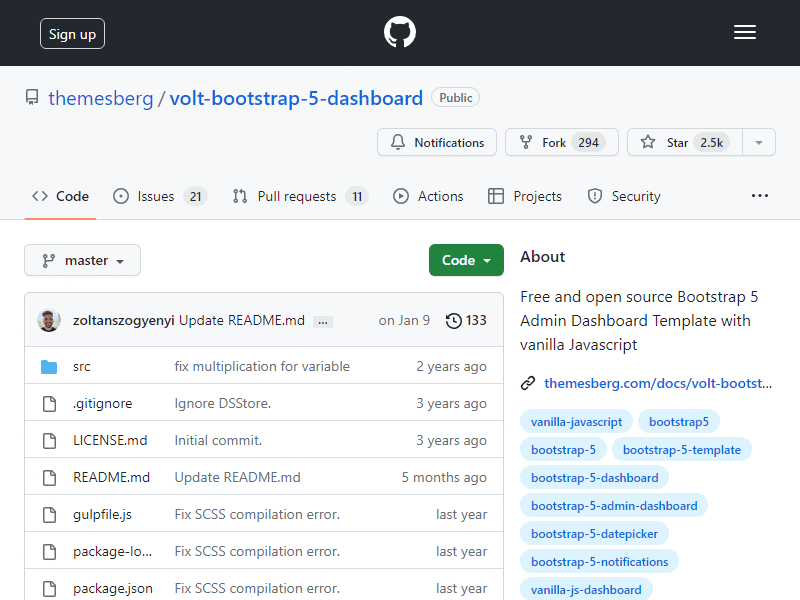 Sign up
themesberg / volt-bootstrap-5-dashboard Public
Notifications Fork 294 Star 2.5k
Code Issues 21 Pull requests 11 Actions Projects Security ...
master Code
zoltanszogyenyi Update README.md ... on Jan 9 133
src fix multiplication for variable 2 years ago
.gitignore Ignore DSStore. 3 years ago
LICENSE.md Initial commit. 3 years ago
README.md Update README.md 5 months ago
gulpfile.js Fix SCSS compilation error. last year
package-lo... Fix SCSS compilation error. last year
package.json Fix SCSS compilation error. last year
About
Free and open source Bootstrap 5
Admin Dashboard Template with
vanilla Javascript
themesberg.com/docs/volt-bootst...
vanilla-javascript bootstrap5
bootstrap-5 bootstrap-5-template
bootstrap-5-dashboard
bootstrap-5-admin-dashboard
bootstrap-5-datepicker
bootstrap-5-notifications
vanilla-js-dashboard